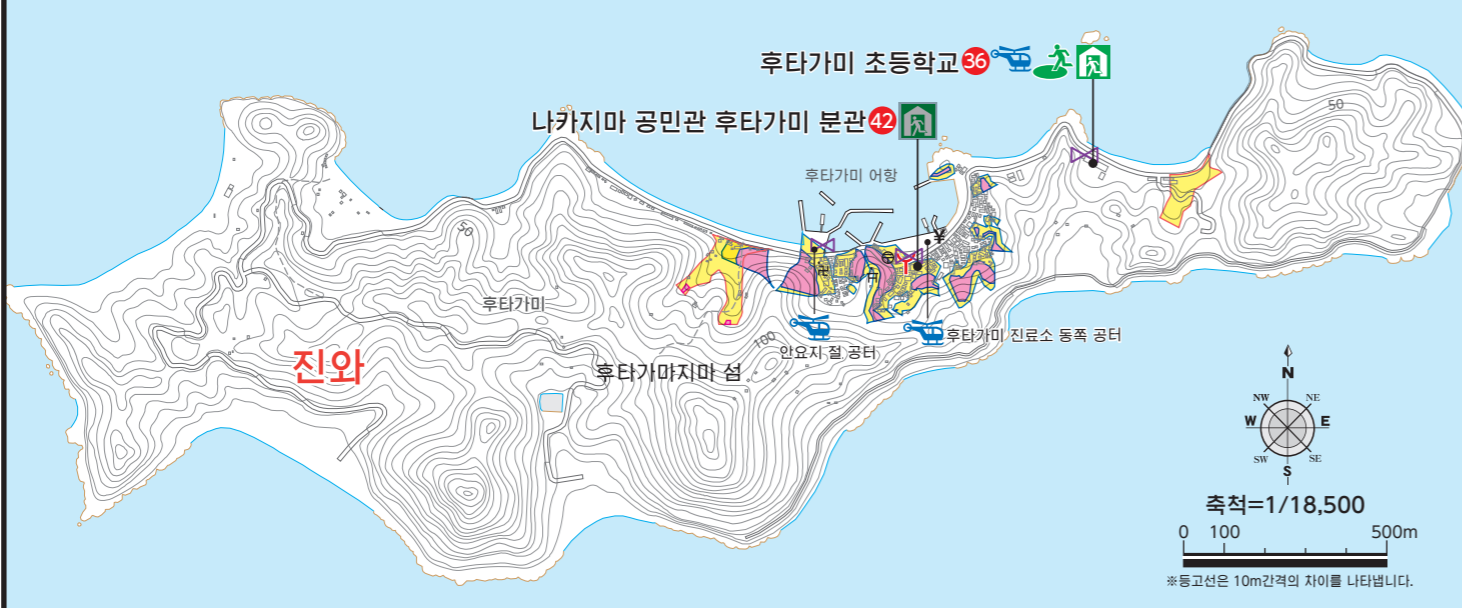 후타가미 초등학교 36
나카지마 공민관 후타가미 분관 42
50
후타가미 어항
50
후타가미
100
안요지 절 공터
후타가미 진료소 동쪽 공터
진와
후타가마지마 섬
N
NW NE
W E
SW SE
S
축척=1/18,500
0 100 500m
※등고선은 10m간격의 차이를 나타냅니다.